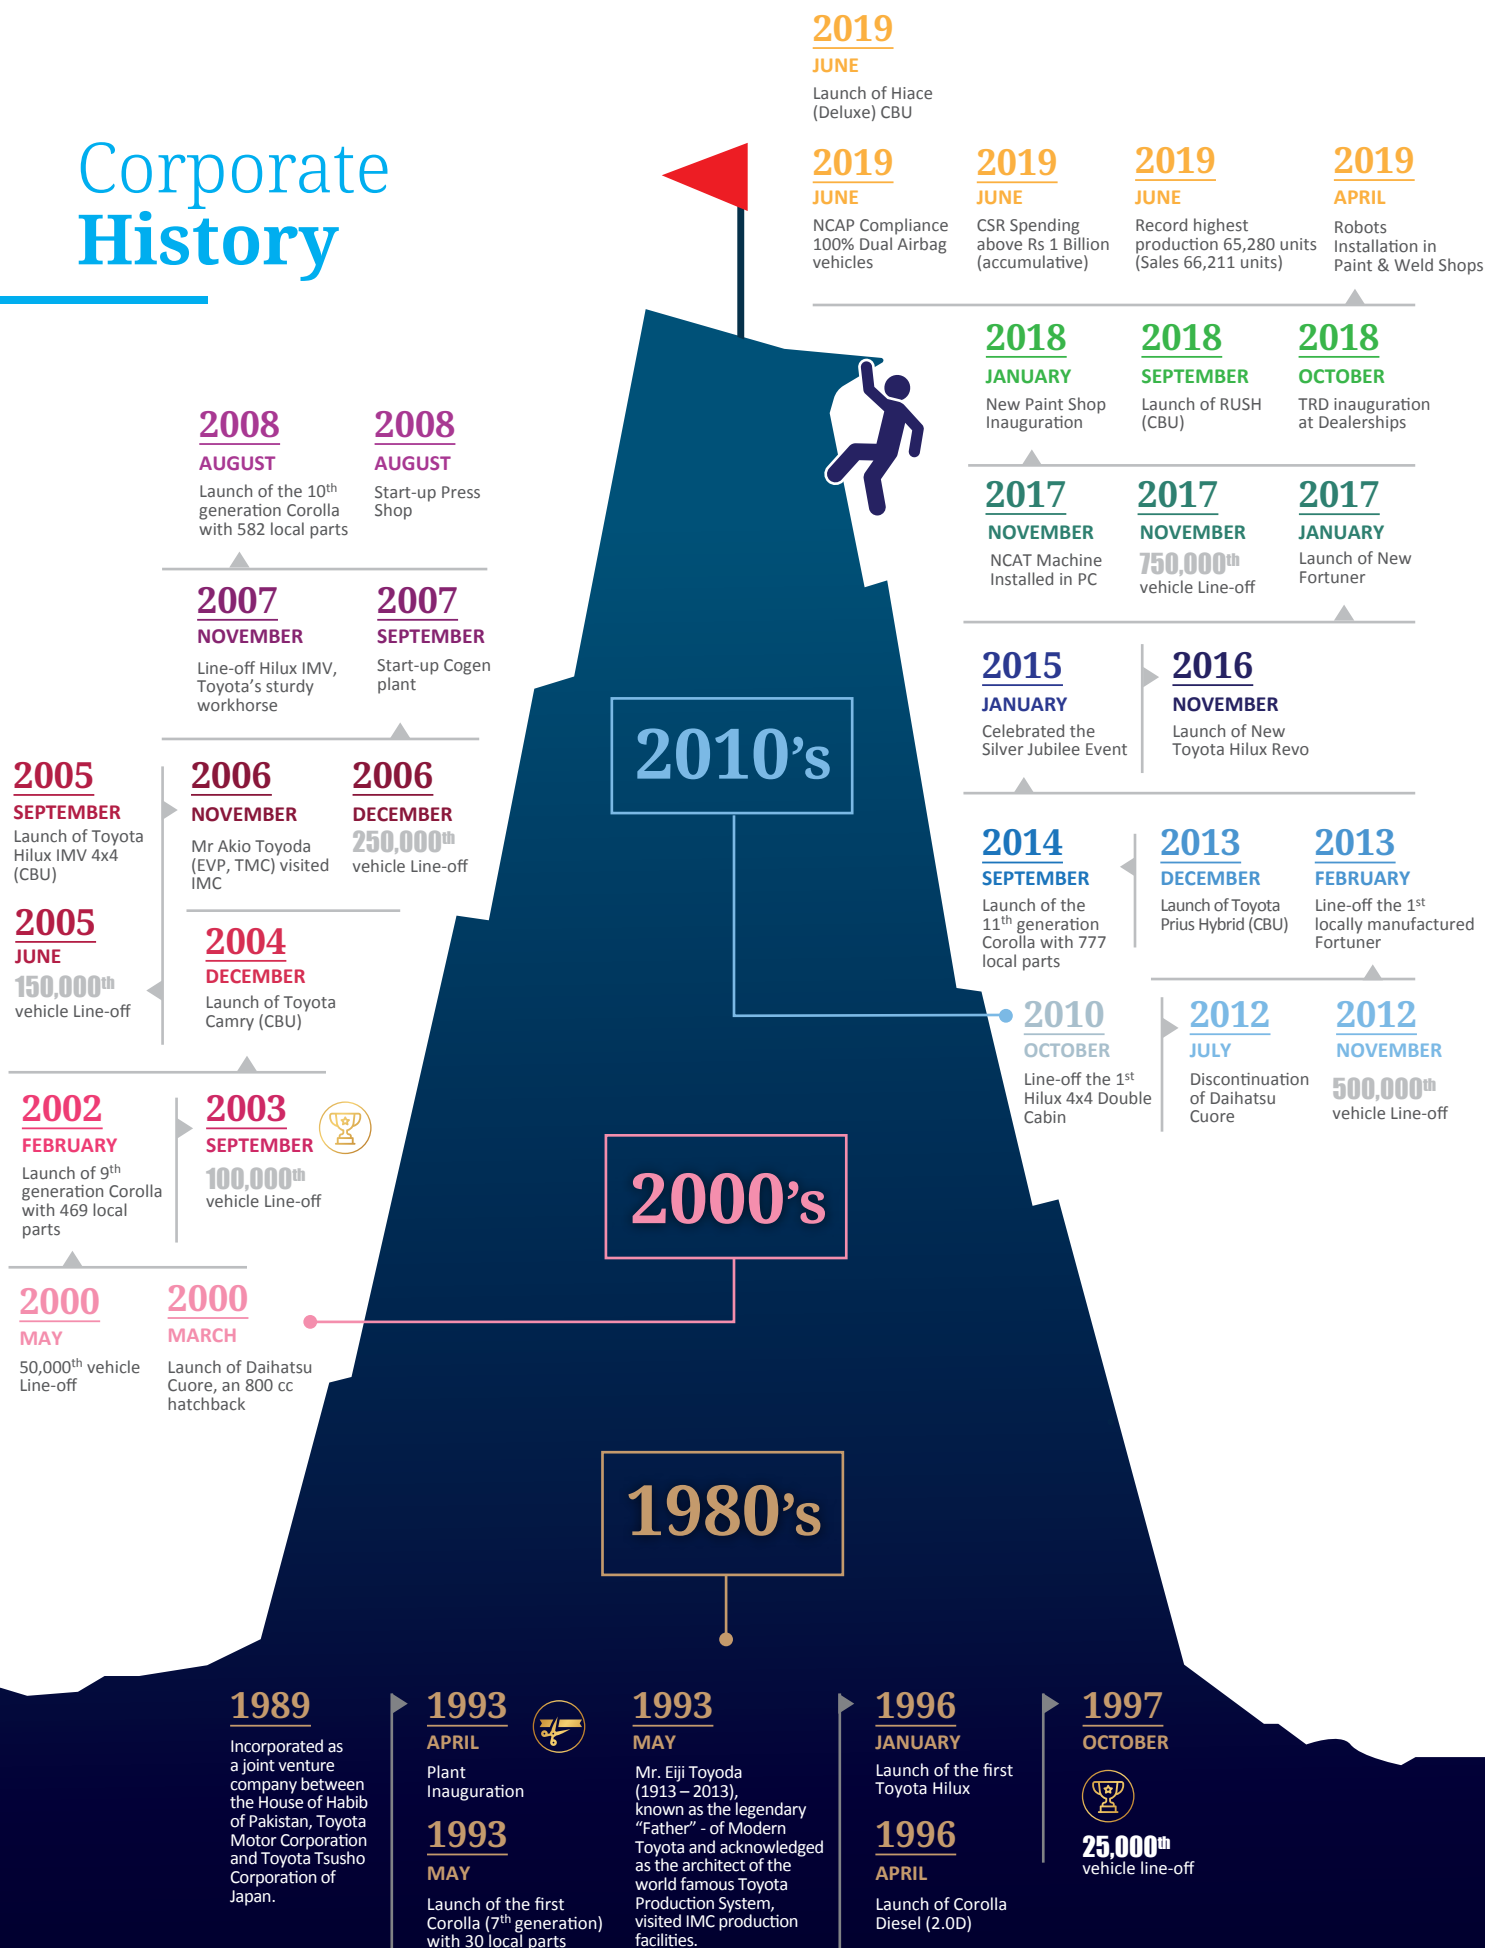 Corporate
History
2019
JUNE
Launch of Hiace
(Deluxe) CBU
2019
JUNE
NCAP Compliance
100% Dual Airbag
vehicles
2019
JUNE
CSR Spending
above Rs 1 Billion
(accumulative)
2019
JUNE
Record highest
production 65,280 units
(Sales 66,211 units)
2019
APRIL
Robots
Installation in
Paint & Weld Shops
2018
JANUARY
New Paint Shop
Inauguration
2018
SEPTEMBER
Launch of RUSH
(CBU)
2018
OCTOBER
TRD inauguration
at Dealerships
2017
NOVEMBER
NCAT Machine
Installed in PC
2017
NOVEMBER
750,000th
vehicle Line-off
2017
JANUARY
Launch of New
Fortuner
2015
JANUARY
Celebrated the
Silver Jubilee Event
2016
NOVEMBER
Launch of New
Toyota Hilux Revo
2014
SEPTEMBER
Launch of the
11th generation
Corolla with 777
local parts
2013
DECEMBER
Launch of Toyota
Prius Hybrid (CBU)
2013
FEBRUARY
Line-off the 1st
locally manufactured
Fortuner
2010
OCTOBER
Line-off the 1st
Hilux 4x4 Double
Cabin
2012
JULY
Discontinuation
of Daihatsu
Cuore
2012
NOVEMBER
500,000th
vehicle Line-off
2010's
2008
AUGUST
Launch of the 10th
generation Corolla
with 582 local parts
2008
AUGUST
Start-up Press
Shop
2007
NOVEMBER
Line-off Hilux IMV,
Toyota's sturdy
workhorse
2007
SEPTEMBER
Start-up Cogen
plant
2005
SEPTEMBER
Launch of Toyota
Hilux IMV 4x4
(CBU)
2006
NOVEMBER
Mr Akio Toyoda
(EVP, TMC) visited
IMC
2006
DECEMBER
250,000th
vehicle Line-off
2005
JUNE
150,000th
vehicle Line-off
2004
DECEMBER
Launch of Toyota
Camry (CBU)
2002
FEBRUARY
Launch of 9th
generation Corolla
with 469 local
parts
2003
SEPTEMBER
100,000th
vehicle Line-off
2000
MAY
50,000th vehicle
Line-off
2000
MARCH
Launch of Daihatsu
Cuore, an 800 cc
hatchback
2000's
1980's
1989
Incorporated as
a joint venture
company between
the House of Habib
of Pakistan, Toyota
Motor Corporation
and Toyota Tsusho
Corporation of
Japan.
1993
APRIL
Plant
Inauguration
1993
MAY
Launch of the first
Corolla (7th generation)
with 30 local parts
1993
MAY
Mr. Eiji Toyoda
(1913 – 2013),
known as the legendary
“Father” - of Modern
Toyota and acknowledged
as the architect of the
world famous Toyota
Production System,
visited IMC production
facilities.
1996
JANUARY
Launch of the first
Toyota Hilux
1996
APRIL
Launch of Corolla
Diesel (2.0D)
1997
OCTOBER
25,000th
vehicle line-off